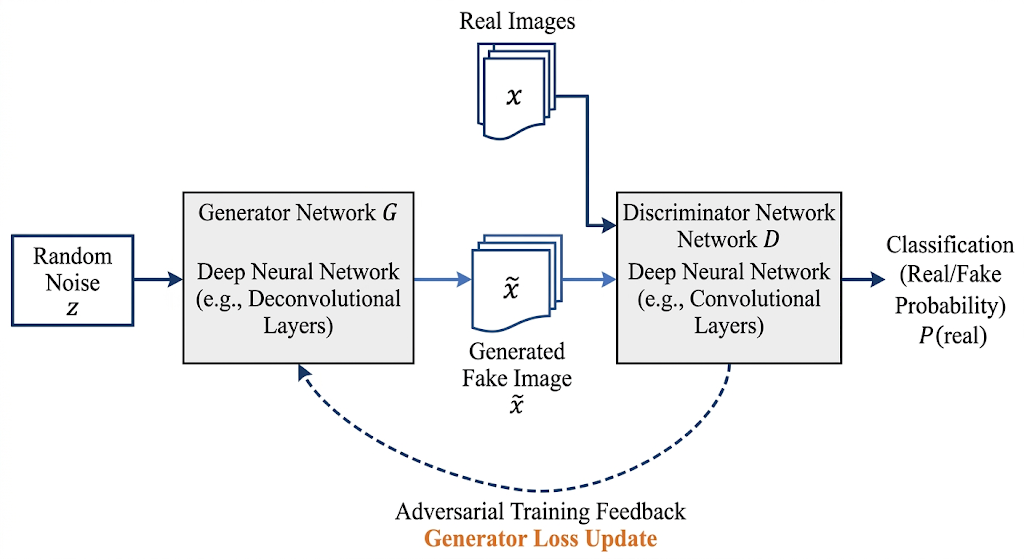 Real Images
x
Random
Noise
z
Generator Network G
Deep Neural Network
(e.g., Deconvolutional
Layers)
x̃
Generated
Fake Image
x̃
Discriminator Network
Network D
Deep Neural Network
(e.g., Convolutional
Layers)
Classification
(Real/Fake
Probability)
P(real)
Adversarial Training Feedback
Generator Loss Update